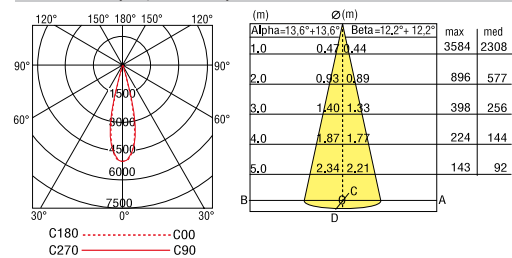 120° 150° 180° 150° 120°
90° 90°
60° 60°
1500
3000
4500
6000
7500
30° 0° 30°
C180 C00
C270 C90
(m) Ø(m)
Alpha=13,6°+13,6° Beta=12.2°+ 12.2° max med
1.0 0.47 0.44 3584 2308
2.0 0.93 0.89 896 577
3.0 1.40 1.33 398 256
4.0 1.87 1.77 224 144
5.0 2.34 2.21 143 92
C
B A
D